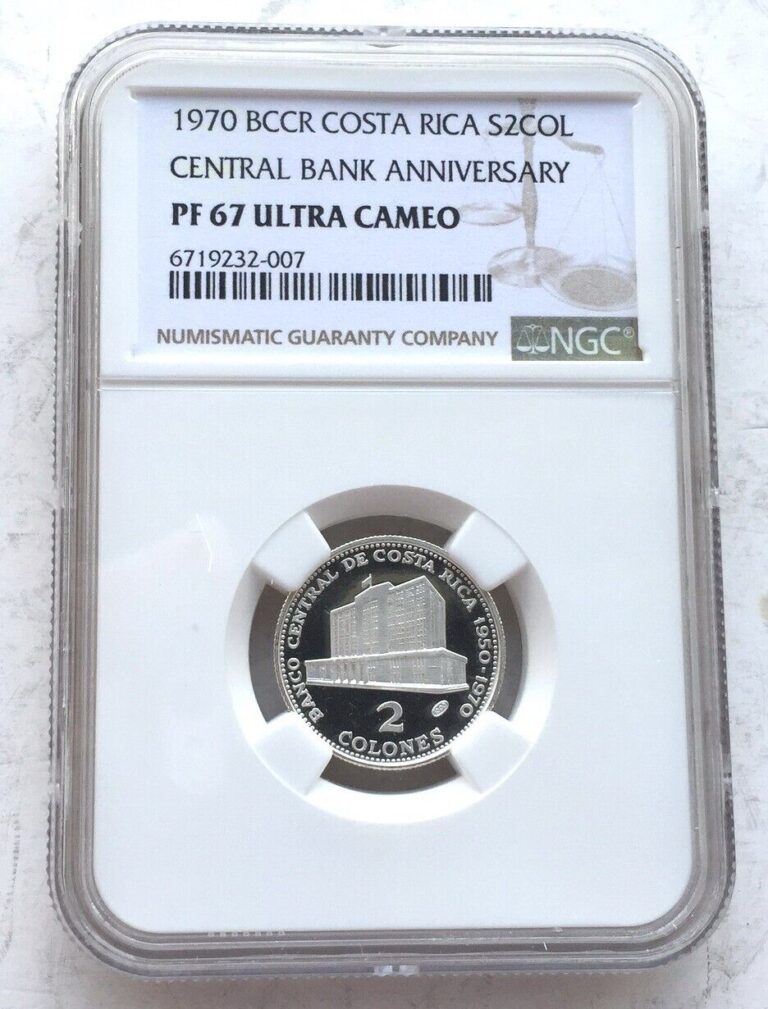 1970 BCCR COSTA RICA S2COL
CENTRAL BANK ANNIVERSARY
PF 67 ULTRA CAMEO
6719232-007
NUMISMATIC GUARANTY COMPANY
NGC®
BANCO CENTRAL DE COSTA RICA 1950-1970
2
COLONES